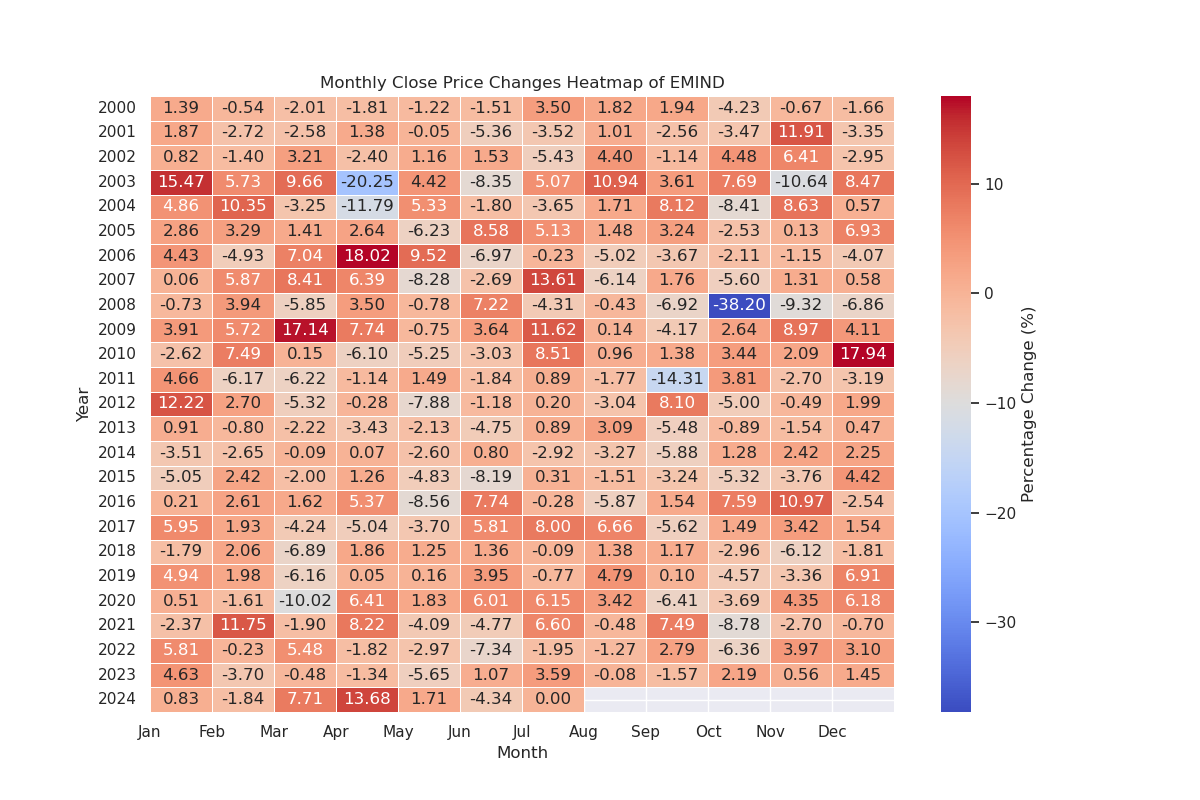 Monthly Close Price Changes Heatmap of EMIND
2000 1.39 -0.54 -2.01 -1.81 -1.22 -1.51 3.50 1.82 1.94 -4.23 -0.67 -1.66
2001 1.87 -2.72 -2.58 1.38 -0.05 -5.36 -3.52 1.01 -2.56 -3.47 11.91 -3.35
2002 0.82 -1.40 3.21 -2.40 1.16 1.53 -5.43 4.40 -1.14 4.48 6.41 -2.95
2003 15.47 5.73 9.66 -20.25 4.42 -8.35 5.07 10.94 3.61 7.69 -10.64 8.47
2004 4.86 10.35 -3.25 -11.79 5.33 -1.80 -3.65 1.71 8.12 -8.41 8.63 0.57
2005 2.86 3.29 1.41 2.64 -6.23 8.58 5.13 1.48 3.24 -2.53 0.13 6.93
2006 4.43 -4.93 7.04 18.02 9.52 -6.97 -0.23 -5.02 -3.67 -2.11 -1.15 -4.07
2007 0.06 5.87 8.41 6.39 -8.28 -2.69 13.61 -6.14 1.76 -5.60 1.31 0.58
2008 -0.73 3.94 -5.85 3.50 -0.78 7.22 -4.31 -0.43 -6.92 -38.20 -9.32 -6.86
2009 3.91 5.72 17.14 7.74 -0.75 3.64 11.62 0.14 -4.17 2.64 8.97 4.11
2010 -2.62 7.49 0.15 -6.10 -5.25 -3.03 8.51 0.96 1.38 3.44 2.09 17.94
2011 4.66 -6.17 -6.22 -1.14 1.49 -1.84 0.89 -1.77 -14.31 3.81 -2.70 -3.19
2012 12.22 2.70 -5.32 -0.28 -7.88 -1.18 0.20 -3.04 8.10 -5.00 -0.49 1.99
2013 0.91 -0.80 -2.22 -3.43 -2.13 -4.75 0.89 3.09 -5.48 -0.89 -1.54 0.47
2014 -3.51 -2.65 -0.09 0.07 -2.60 0.80 -2.92 -3.27 -5.88 1.28 2.42 2.25
2015 -5.05 2.42 -2.00 1.26 -4.83 -8.19 0.31 -1.51 -3.24 -5.32 -3.76 4.42
2016 0.21 2.61 1.62 5.37 -8.56 7.74 -0.28 -5.87 1.54 7.59 10.97 -2.54
2017 5.95 1.93 -4.24 -5.04 -3.70 5.81 8.00 6.66 -5.62 1.49 3.42 1.54
2018 -1.79 2.06 -6.89 1.86 1.25 1.36 -0.09 1.38 1.17 -2.96 -6.12 -1.81
2019 4.94 1.98 -6.16 0.05 0.16 3.95 -0.77 4.79 0.10 -4.57 -3.36 6.91
2020 0.51 -1.61 -10.02 6.41 1.83 6.01 6.15 3.42 -6.41 -3.69 4.35 6.18
2021 -2.37 11.75 -1.90 8.22 -4.09 -4.77 6.60 -0.48 7.49 -8.78 -2.70 -0.70
2022 5.81 -0.23 5.48 -1.82 -2.97 -7.34 -1.95 -1.27 2.79 -6.36 3.97 3.10
2023 4.63 -3.70 -0.48 -1.34 -5.65 1.07 3.59 -0.08 -1.57 2.19 0.56 1.45
2024 0.83 -1.84 7.71 13.68 1.71 -4.34 0.00
Jan Feb Mar Apr May Jun Jul Aug Sep Oct Nov Dec
Month
Year
10
0
−10
−20
−30
Percentage Change (%)